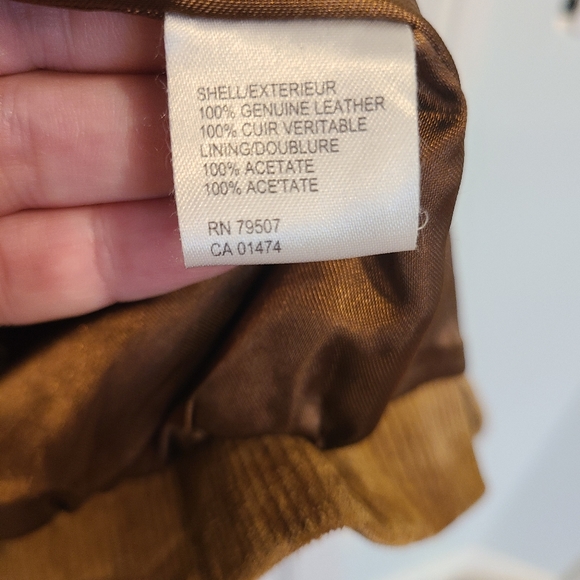 SHELL/EXTERIEUR
100% GENUINE LEATHER
100% CUIR VERITABLE
LINING/DOUBLURE
100% ACETATE
100% ACETATE
RN 79507
CA 01474